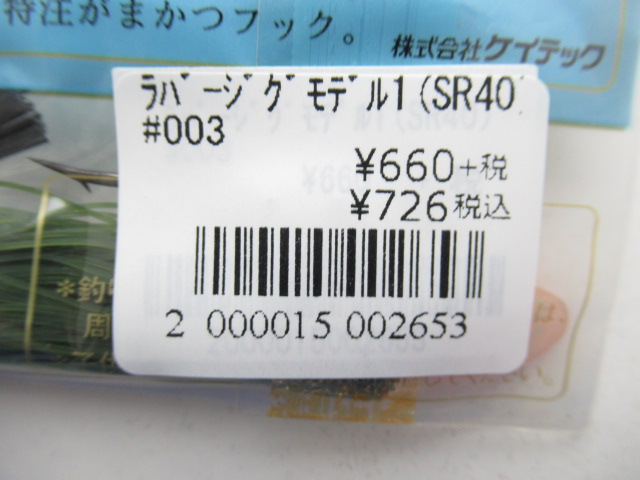 特注がまかつフック。
株式会社ケイテック
ﾗﾊﾞｰｼﾞｸﾞﾓﾃﾞﾙ1(SR40
#003
¥660+税
¥726税込
2 000015 002653
*釣
周